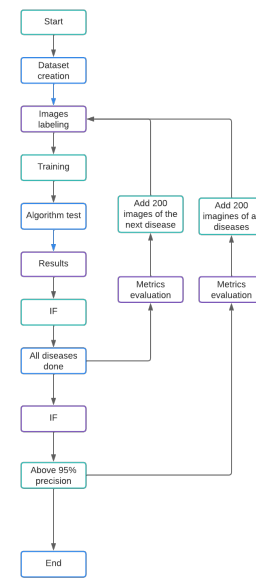 Start
Dataset
creation
Images
labeling
Training
Algorithm test
Results
IF
All diseases
done
IF
Above 95%
precision
End
Add 200
images of the
next disease
Metrics
evaluation
Add 200
imagines of a
diseases
Metrics
evaluation